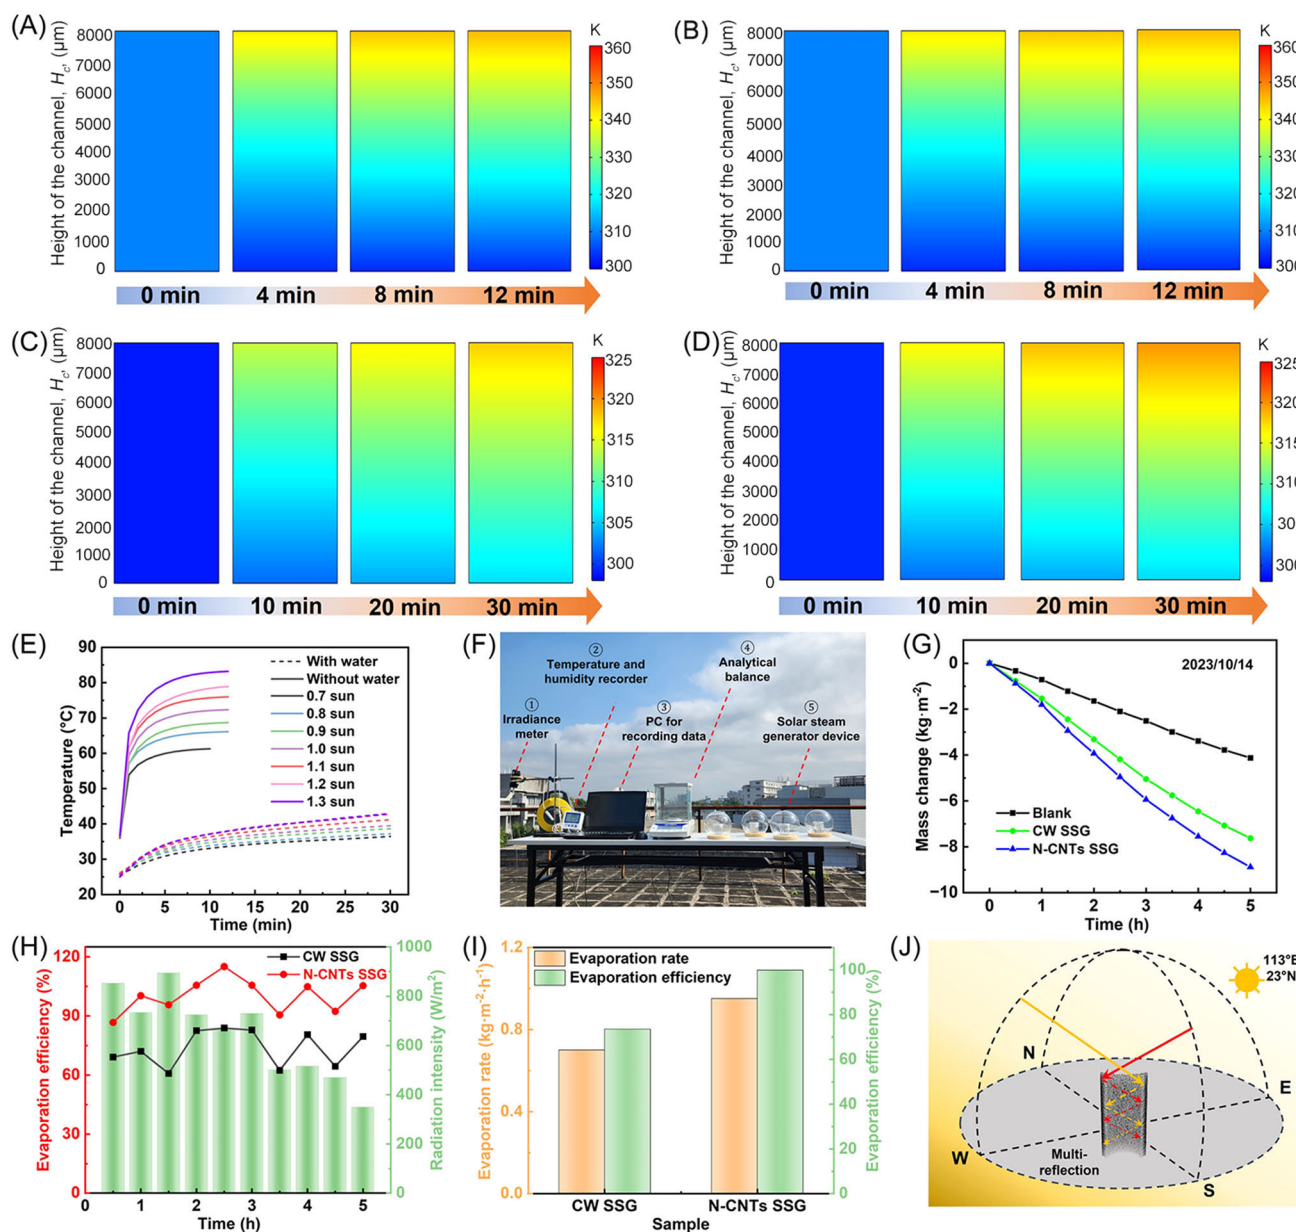 (A)
Height of the channel, Hc, (μm)
8000
7000
6000
5000
4000
3000
2000
1000
0
K
360
350
340
330
320
310
300
0 min
4 min
8 min
12 min
(B)
Height of the channel, Hc, (μm)
8000
7000
6000
5000
4000
3000
2000
1000
0
K
360
350
340
330
320
310
300
0 min
4 min
8 min
12 min
(C)
Height of the channel, Hc, (μm)
8000
7000
6000
5000
4000
3000
2000
1000
0
K
325
320
315
310
305
300
0 min
10 min
20 min
30 min
(D)
Height of the channel, Hc, (μm)
8000
7000
6000
5000
4000
3000
2000
1000
0
K
325
320
315
310
305
300
0 min
10 min
20 min
30 min
(E)
Temperature (°C)
90
80
70
60
50
40
30
20
With water
Without water
0.7 sun
0.8 sun
0.9 sun
1.0 sun
1.1 sun
1.2 sun
1.3 sun
0 5 10 15 20 25 30
Time (min)
(F)
①
Irradiance
meter
②
Temperature and
humidity recorder
③
PC for
recording data
④
Analytical
balance
⑤
Solar steam
generator device
(G)
Mass change (kg·m⁻²)
0
−2
−4
−6
−8
−10
2023/10/14
Blank
CW SSG
N-CNTs SSG
0 1 2 3 4 5
Time (h)
(H)
Evaporation efficiency (%)
120
90
60
30
0
CW SSG
N-CNTs SSG
1000
800
600
400
200
0
Radiation intensity (W/m²)
0 1 2 3 4 5
Time (h)
(I)
Evaporation rate (kg·m⁻²·h⁻¹)
1.2
0.8
0.4
0.0
Evaporation rate
Evaporation efficiency
100
80
60
40
20
0
Evaporation efficiency (%)
CW SSG
N-CNTs SSG
Sample
(J)
113°E
23°N
N
E
W
S
Multi-
reflection